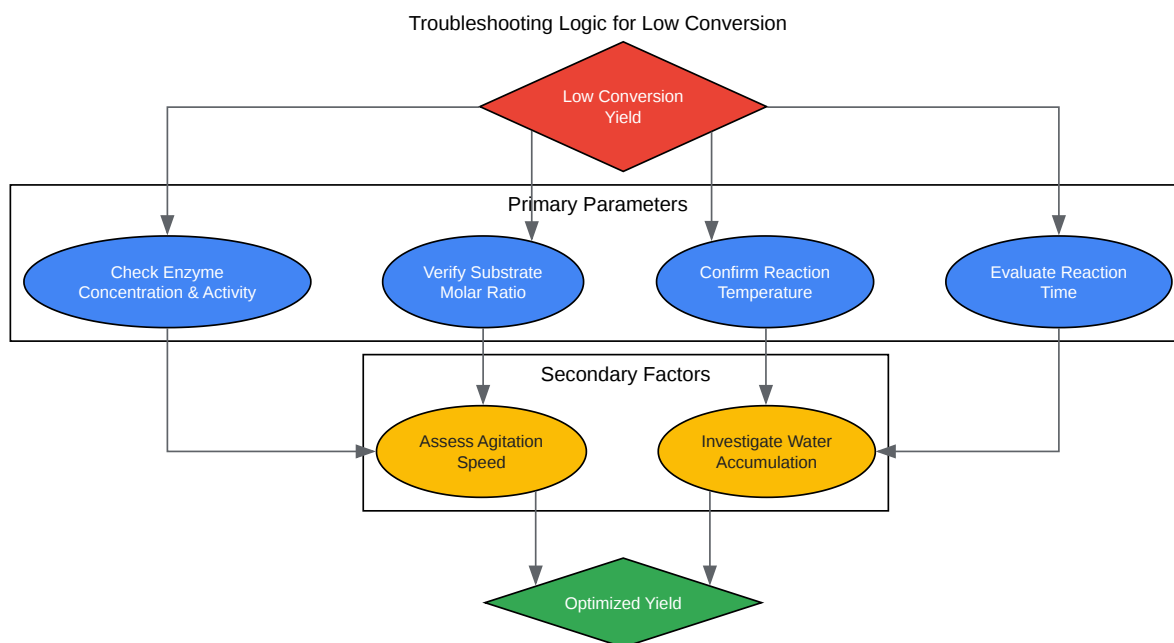 Troubleshooting Logic for Low Conversion
Low Conversion
Yield
Primary Parameters
Check Enzyme
Concentration & Activity
Verify Substrate
Molar Ratio
Confirm Reaction
Temperature
Evaluate Reaction
Time
Secondary Factors
Assess Agitation
Speed
Investigate Water
Accumulation
Optimized Yield